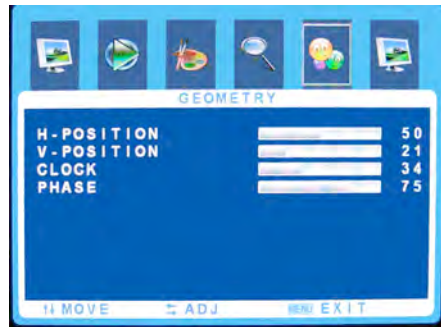 GEOMETRY
H-POSITION 50
V-POSITION 21
CLOCK 34
PHASE 75
↑↓ MOVE ⇆ ADJ MENU EXIT